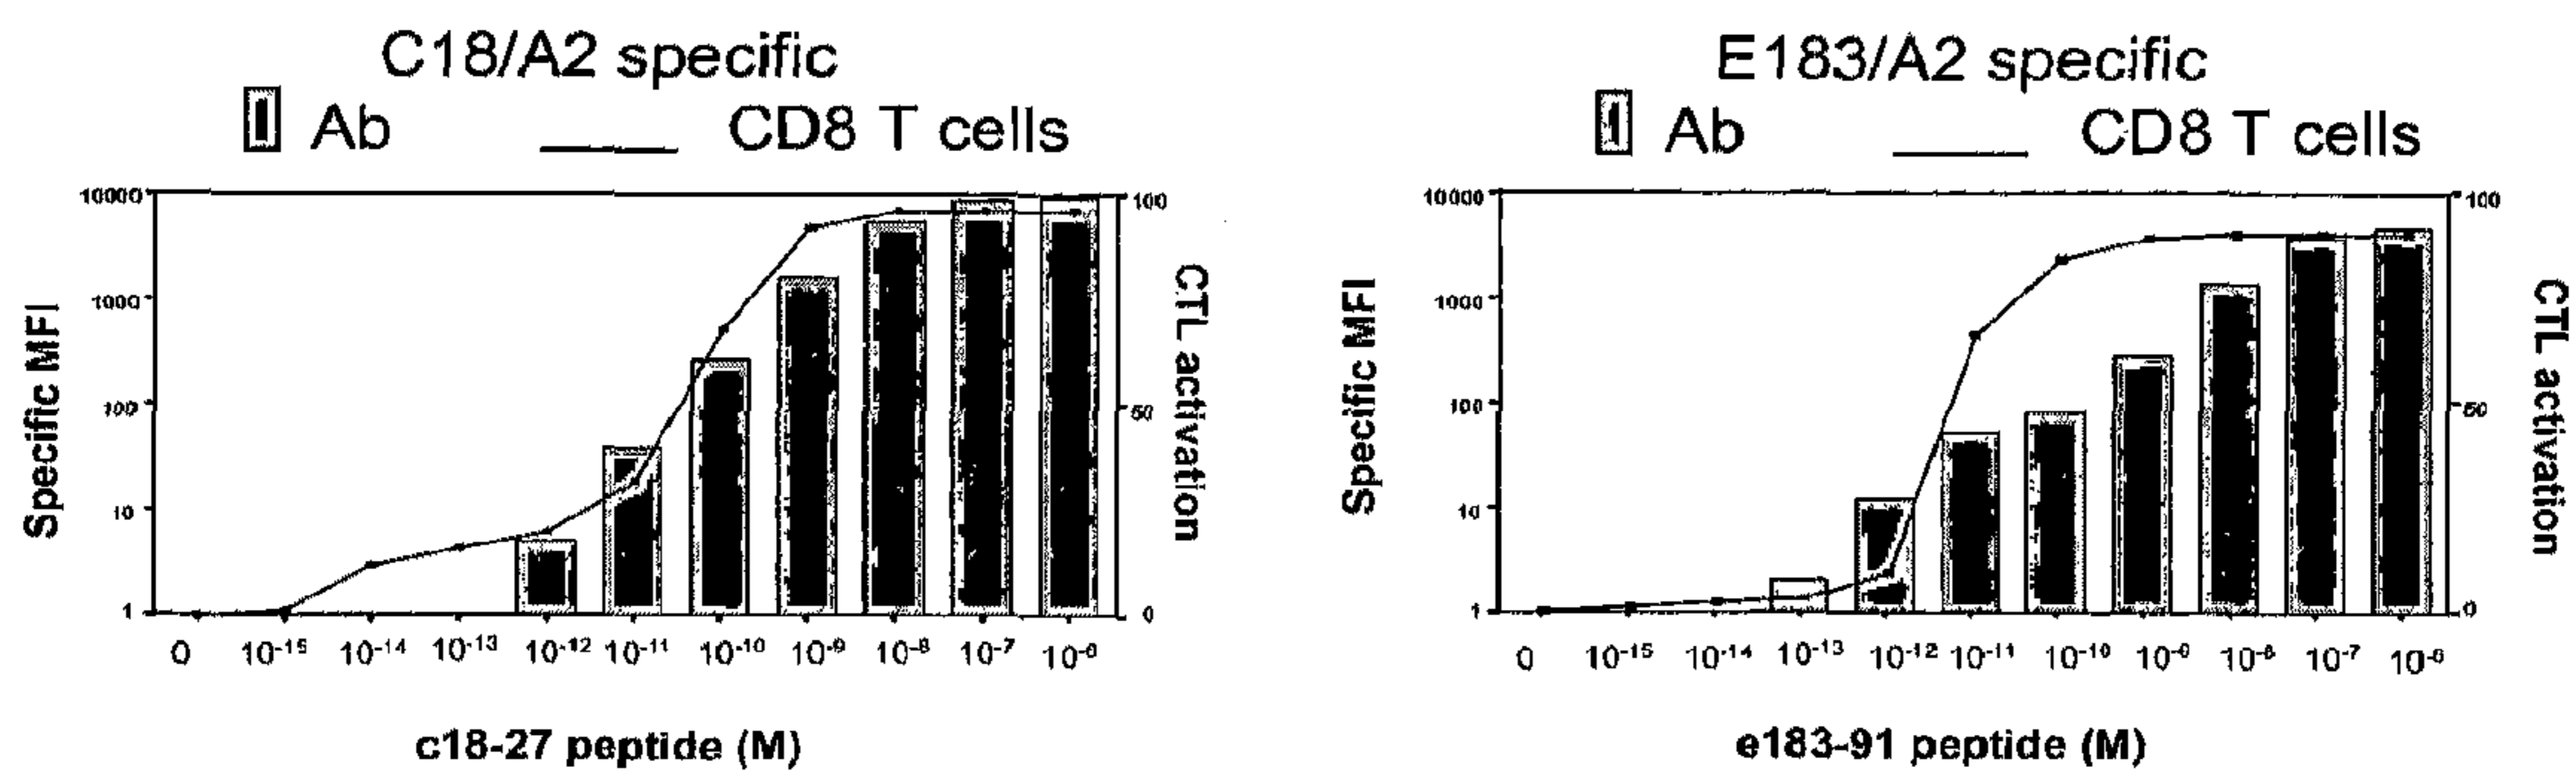 C18/A2 specific
Ab CD8 T cells
10000
1000
100
10
1
Specific MFI
100
50
0
CTL activation
0 10⁻¹⁵ 10⁻¹⁴ 10⁻¹³ 10⁻¹² 10⁻¹¹ 10⁻¹⁰ 10⁻⁹ 10⁻⁸ 10⁻⁷ 10⁻⁶
c18-27 peptide (M)
E183/A2 specific
Ab CD8 T cells
10000
1000
100
10
1
Specific MFI
100
50
0
CTL activation
0 10⁻¹⁵ 10⁻¹⁴ 10⁻¹³ 10⁻¹² 10⁻¹¹ 10⁻¹⁰ 10⁻⁹ 10⁻⁸ 10⁻⁷ 10⁻⁶
e183-91 peptide (M)